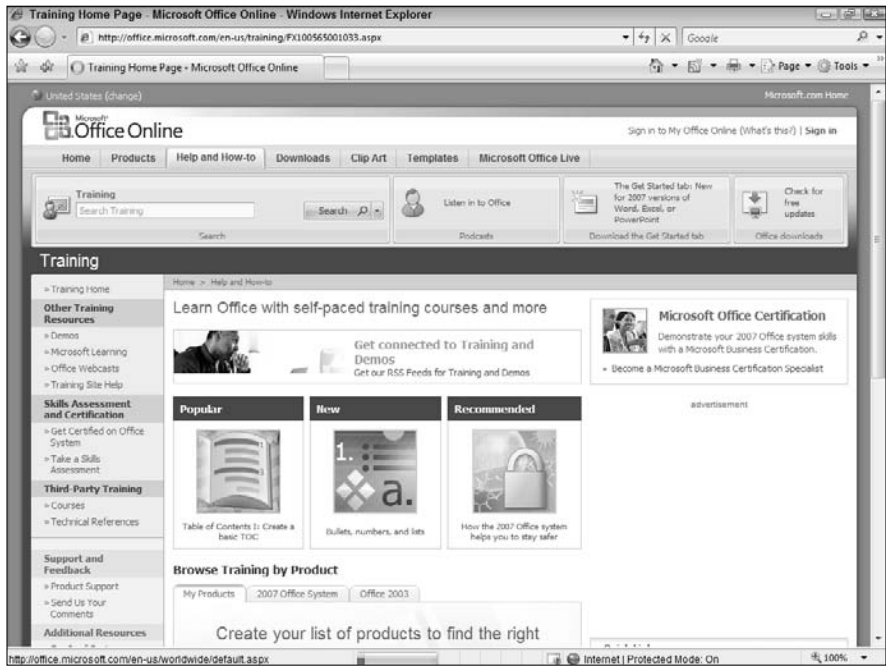 Training Home Page - Microsoft Office Online - Windows Internet Explorer
http://office.microsoft.com/en-us/training/FX100565001033.aspx
Google
Training Home Page - Microsoft Office Online
Page
Tools
United States (change)
Microsoft.com Home
Microsoft
Office Online
Sign in to My Office Online (What's this?) | Sign in
Home Products Help and How-to Downloads Clip Art Templates Microsoft Office Live
Training
Search Training
Search
Search
Listen in to Office
Podcasts
The Get Started tab: New
for 2007 versions of
Word, Excel, or
PowerPoint
Download the Get Started tab
Check for
free
updates
Office downloads
Training
» Training Home
Other Training
Resources
» Demos
» Microsoft Learning
» Office Webcasts
» Training Site Help
Skills Assessment
and Certification
» Get Certified on Office
System
» Take a Skills
Assessment
Third-Party Training
» Courses
» Technical References
Support and
Feedback
» Product Support
» Send Us Your
Comments
Additional Resources
Home > Help and How-to
Learn Office with self-paced training courses and more
Get connected to Training and
Demos
Get our RSS Feeds for Training and Demos
Popular
Table of Contents I: Create a
basic TOC
New
1.
a.
Bullets, numbers, and lists
Recommended
How the 2007 Office system
helps you to stay safer
Browse Training by Product
My Products 2007 Office System Office 2003
Create your list of products to find the right
Microsoft Office Certification
Demonstrate your 2007 Office system skills
with a Microsoft Business Certification.
» Become a Microsoft Business Certification Specialist
advertisement
http://office.microsoft.com/en-us/worldwide/default.aspx
Internet | Protected Mode: On
100%